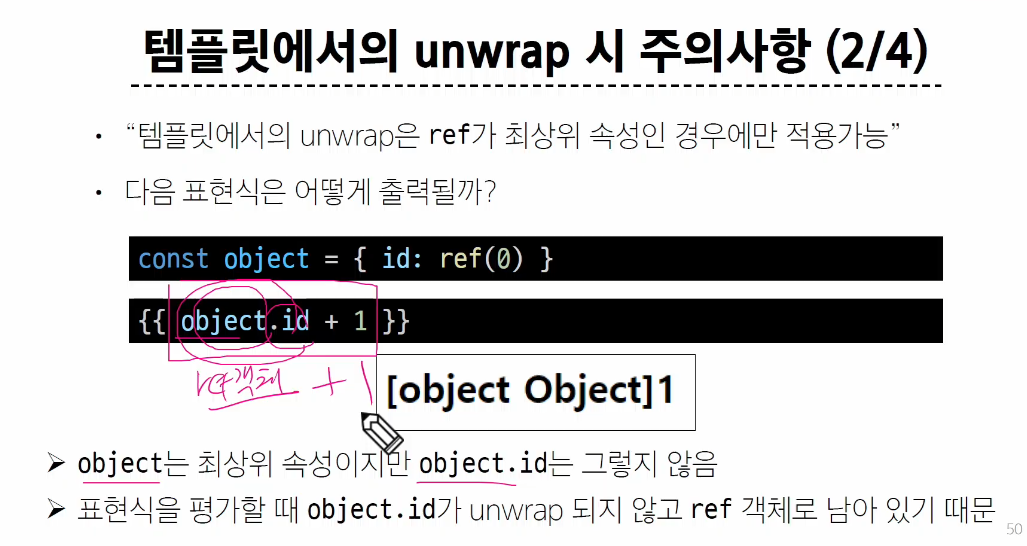 템플릿에서의 unwrap 시 주의사항 (2/4)
• “템플릿에서의 unwrap은 ref가 최상위 속성인 경우에만 적용가능”
• 다음 표현식은 어떻게 출력될까?
const object = { id: ref(0) }
{{ object.id + 1 }}
ref객체 + 1
[object Object]1
➢ object는 최상위 속성이지만 object.id는 그렇지 않음
➢ 표현식을 평가할 때 object.id가 unwrap 되지 않고 ref 객체로 남아 있기 때문
50